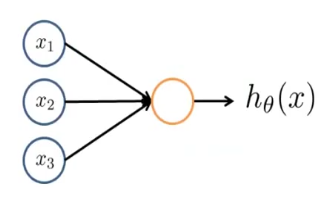 x₁
x₂
hθ(x)
x₃